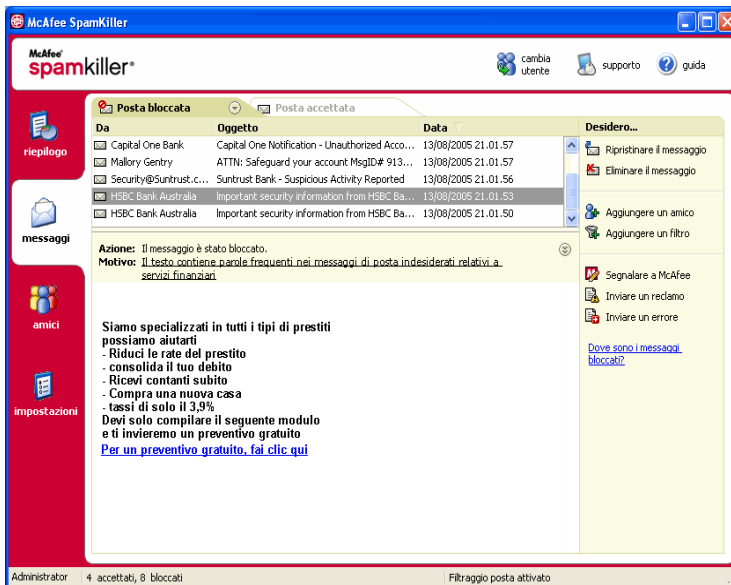 McAfee SpamKiller
McAfee®
spamkiller®
cambia
utente
supporto
guida
riepilogo
messaggi
amici
impostazioni
Posta bloccata
Posta accettata
Da Oggetto Data
Capital One Bank Capital One Notification - Unauthorized Acco... 13/08/2005 21.01.57
Mallory Gentry ATTN: Safeguard your account MsgID# 913... 13/08/2005 21.01.57
Security@Suntrust.c... Suntrust Bank - Suspicious Activity Reported 13/08/2005 21.01.56
HSBC Bank Australia Important security information from HSBC Ba... 13/08/2005 21.01.53
HSBC Bank Australia Important security information from HSBC Ba... 13/08/2005 21.01.50
Azione: Il messaggio è stato bloccato.
Motivo: Il testo contiene parole frequenti nei messaggi di posta indesiderati relativi a
servizi finanziari
Siamo specializzati in tutti i tipi di prestiti
possiamo aiutarti
- Riduci le rate del prestito
- consolida il tuo debito
- Ricevi contanti subito
- Compra una nuova casa
- tassi di solo il 3,9%
Devi solo compilare il seguente modulo
e ti invieremo un preventivo gratuito
Per un preventivo gratuito, fai clic qui
Desidero...
Ripristinare il messaggio
Eliminare il messaggio
Aggiungere un amico
Aggiungere un filtro
Segnalare a McAfee
Inviare un reclamo
Inviare un errore
Dove sono i messaggi
bloccati?
Administrator
4 accettati, 8 bloccati
Filtraggio posta attivato